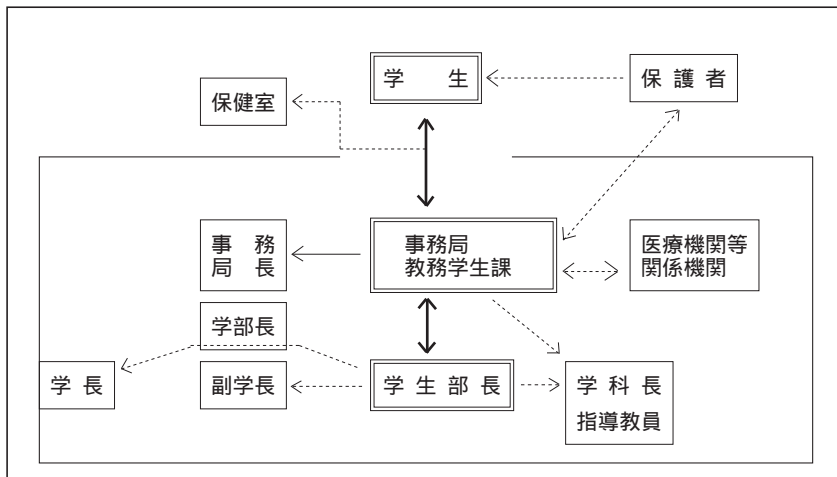 学　生
保護者
保健室
事務
局長
事務局
教務学生課
医療機関等
関係機関
学部長
学長
副学長
学生部長
学科長
指導教員